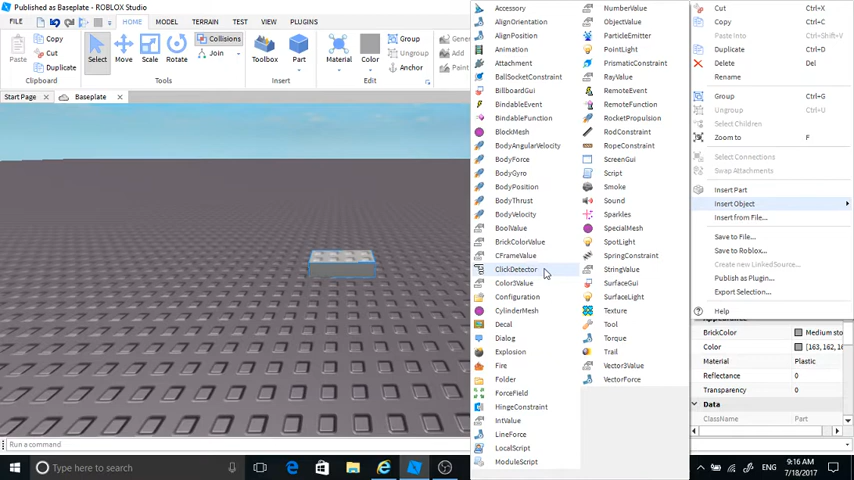 Published as Baseplate - ROBLOX Studio
FILE
HOME
MODEL
TERRAIN
TEST
VIEW
PLUGINS
Paste
Copy
Cut
Duplicate
Select
Move
Scale
Rotate
Collisions
Join
Tools
Toolbox
Part
Insert
Material
Color
Group
Ungroup
Anchor
Edit
Start Page
Baseplate
Accessory
AlignOrientation
AlignPosition
Animation
Attachment
BallSocketConstraint
BillboardGui
BindableEvent
BindableFunction
BlockMesh
BodyAngularVelocity
BodyForce
BodyGyro
BodyPosition
BodyThrust
BodyVelocity
BoolValue
BrickColorValue
CFrameValue
ClickDetector
Color3Value
Configuration
CylinderMesh
Decal
Dialog
Explosion
Fire
Folder
ForceField
HingeConstraint
IntValue
LineForce
LocalScript
ModuleScript
NumberValue
ObjectValue
ParticleEmitter
PointLight
PrismaticConstraint
RayValue
RemoteEvent
RemoteFunction
RocketPropulsion
RodConstraint
RopeConstraint
ScreenGui
Script
Smoke
Sound
Sparkles
SpecialMesh
SpotLight
SpringConstraint
StringValue
SurfaceGui
SurfaceLight
Texture
Tool
Torque
Trail
Vector3Value
VectorForce
Cut Ctrl+X
Copy Ctrl+C
Paste Into Ctrl+Shift+V
Duplicate Ctrl+D
Delete Del
Rename
Group Ctrl+G
Ungroup Ctrl+U
Select Children
Zoom to F
Select Connections
Swap Attachments
Insert Part
Insert Object
Insert from File...
Save to File...
Save to Roblox...
Create new LinkedSource...
Publish as Plugin...
Export Selection...
Help
BrickColor Medium sto
Color [163, 162, 1
Material Plastic
Reflectance 0
Transparency 0
Data
ClassName Part
Run a command
Type here to search
ENG
9:16 AM
7/18/2017